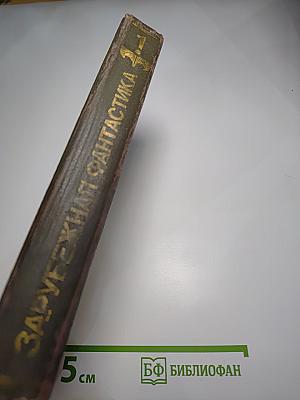 ЗАРУБЕЖНАЯ ФАНТАСТИКА
5 см
БФ БИБЛИОФАН